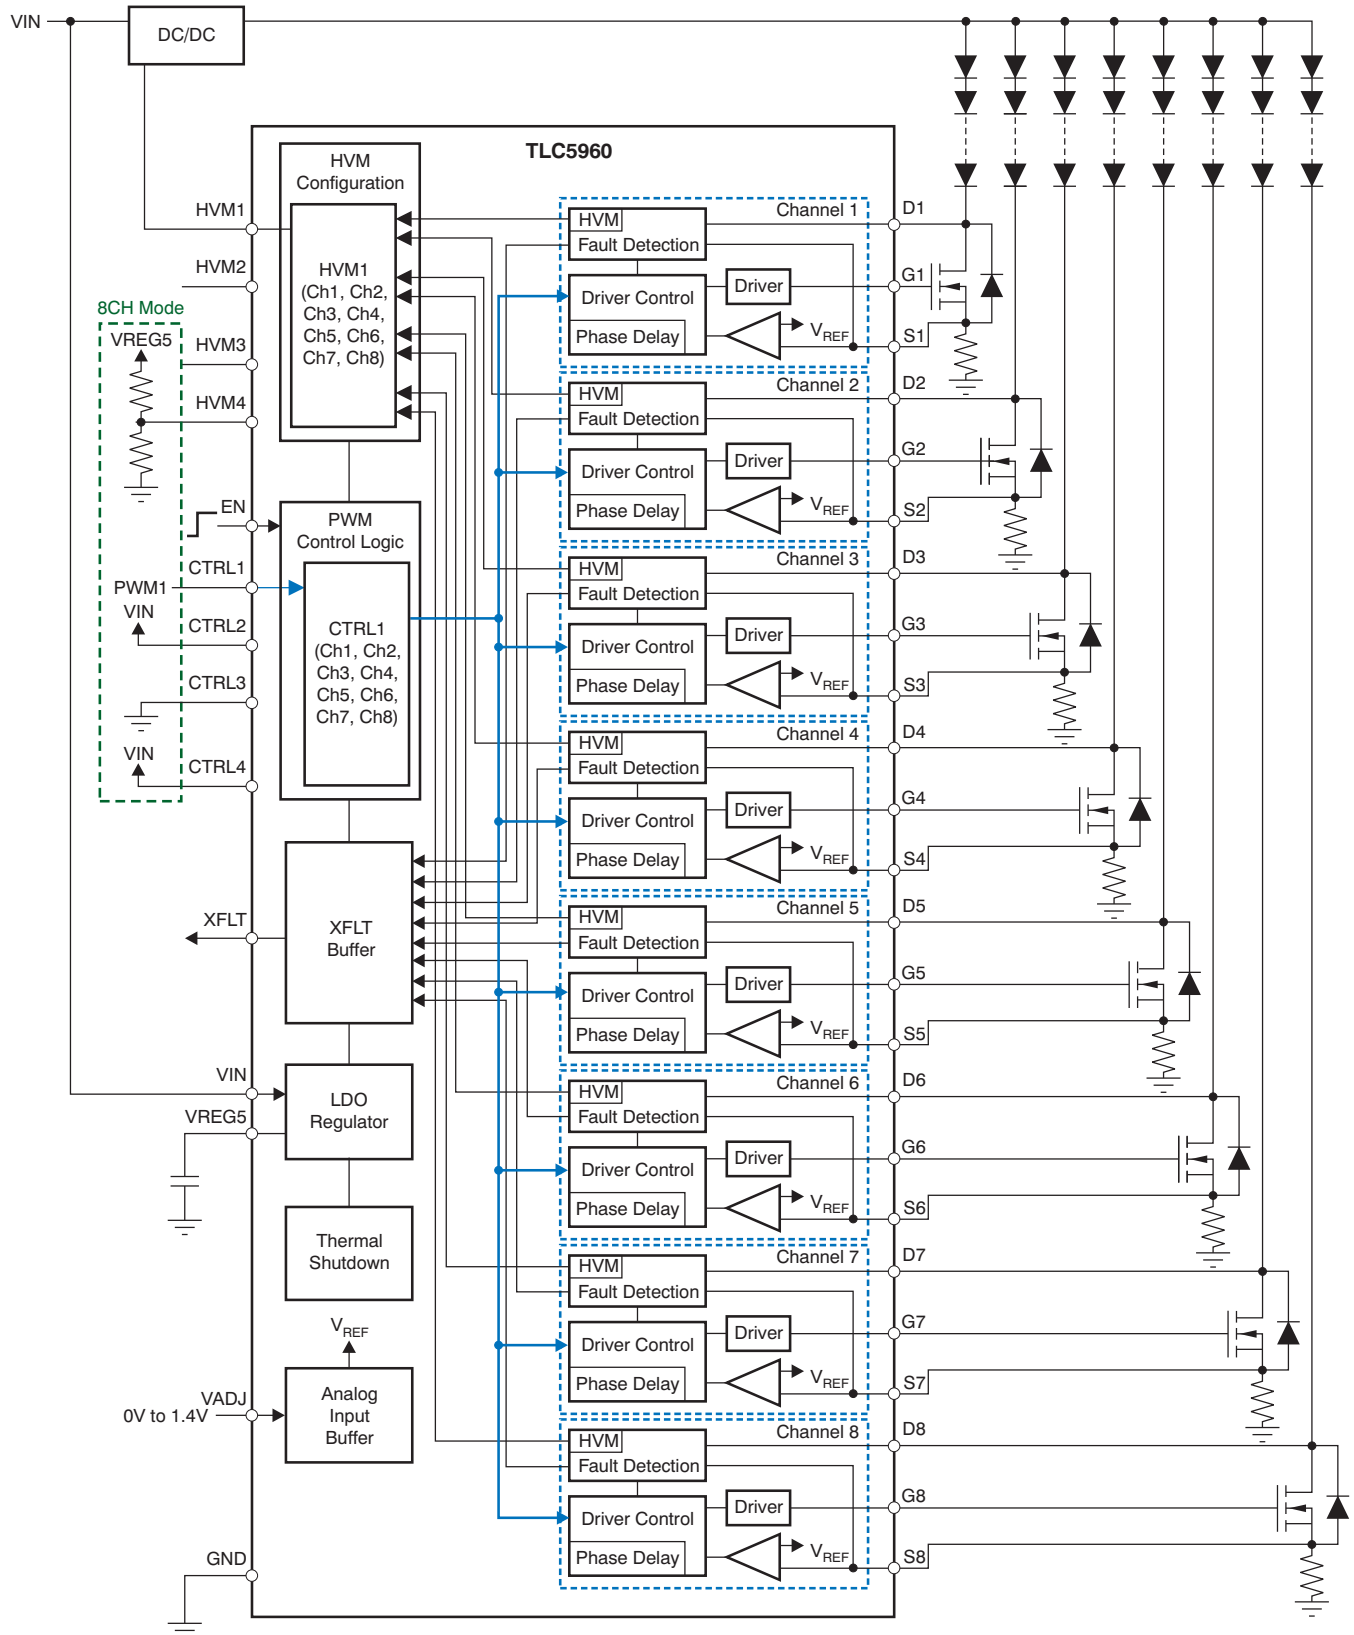 VIN
DC/DC
TLC5960
HVM
Configuration
HVM1
(Ch1, Ch2,
Ch3, Ch4,
Ch5, Ch6,
Ch7, Ch8)
HVM1
HVM2
8CH Mode
VREG5
HVM3
HVM4
EN
PWM
Control Logic
CTRL1
PWM1
VIN
CTRL2
CTRL3
VIN
CTRL4
CTRL1
(Ch1, Ch2,
Ch3, Ch4,
Ch5, Ch6,
Ch7, Ch8)
XFLT
XFLT
Buffer
VIN
VREG5
LDO
Regulator
Thermal
Shutdown
VREF
VADJ
0V to 1.4V
Analog
Input
Buffer
GND
Channel 1
HVM
Fault Detection
Driver Control
Phase Delay
Driver
VREF
D1
G1
S1
Channel 2
HVM
Fault Detection
Driver Control
Phase Delay
Driver
VREF
D2
G2
S2
Channel 3
HVM
Fault Detection
Driver Control
Phase Delay
Driver
VREF
D3
G3
S3
Channel 4
HVM
Fault Detection
Driver Control
Phase Delay
Driver
VREF
D4
G4
S4
Channel 5
HVM
Fault Detection
Driver Control
Phase Delay
Driver
VREF
D5
G5
S5
Channel 6
HVM
Fault Detection
Driver Control
Phase Delay
Driver
VREF
D6
G6
S6
Channel 7
HVM
Fault Detection
Driver Control
Phase Delay
Driver
VREF
D7
G7
S7
Channel 8
HVM
Fault Detection
Driver Control
Phase Delay
Driver
VREF
D8
G8
S8